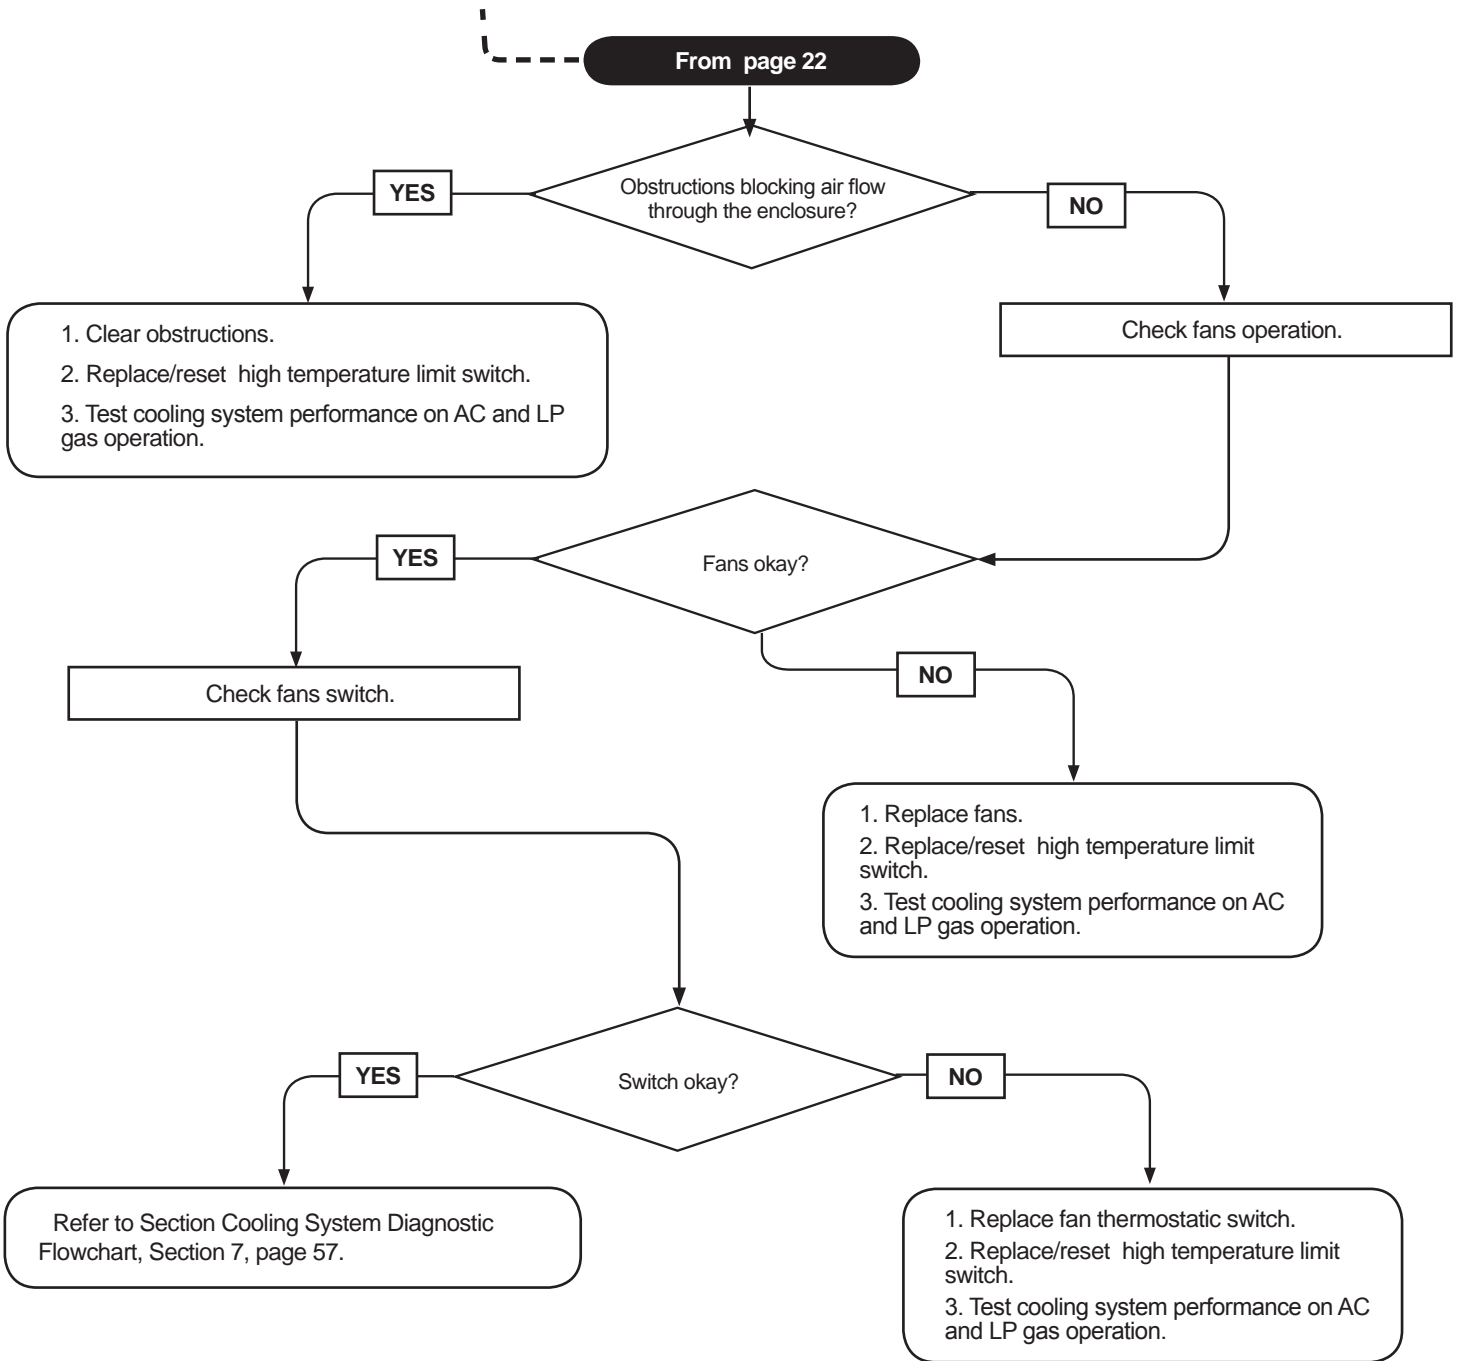 From page 22
Obstructions blocking air flow
through the enclosure?
YES
NO
1. Clear obstructions.
2. Replace/reset high temperature limit switch.
3. Test cooling system performance on AC and LP
gas operation.
Check fans operation.
Fans okay?
YES
NO
Check fans switch.
1. Replace fans.
2. Replace/reset high temperature limit
switch.
3. Test cooling system performance on AC
and LP gas operation.
Switch okay?
YES
NO
Refer to Section Cooling System Diagnostic
Flowchart, Section 7, page 57.
1. Replace fan thermostatic switch.
2. Replace/reset high temperature limit
switch.
3. Test cooling system performance on AC
and LP gas operation.